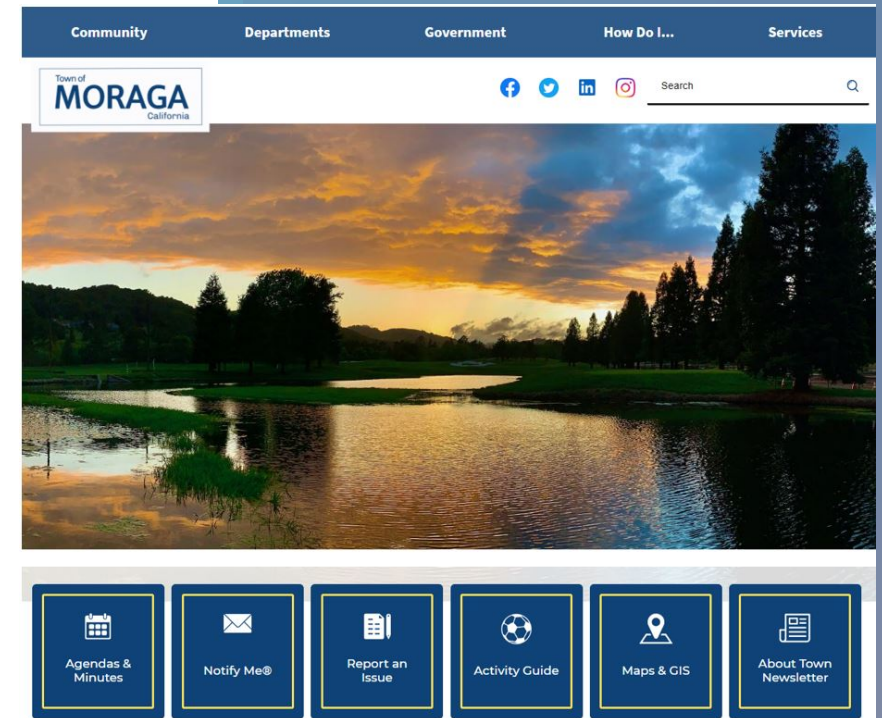 Community Departments Government How Do I... Services
Town of
MORAGA
California
Search
Agendas &
Minutes
Notify Me®
Report an
Issue
Activity Guide
Maps & GIS
About Town
Newsletter